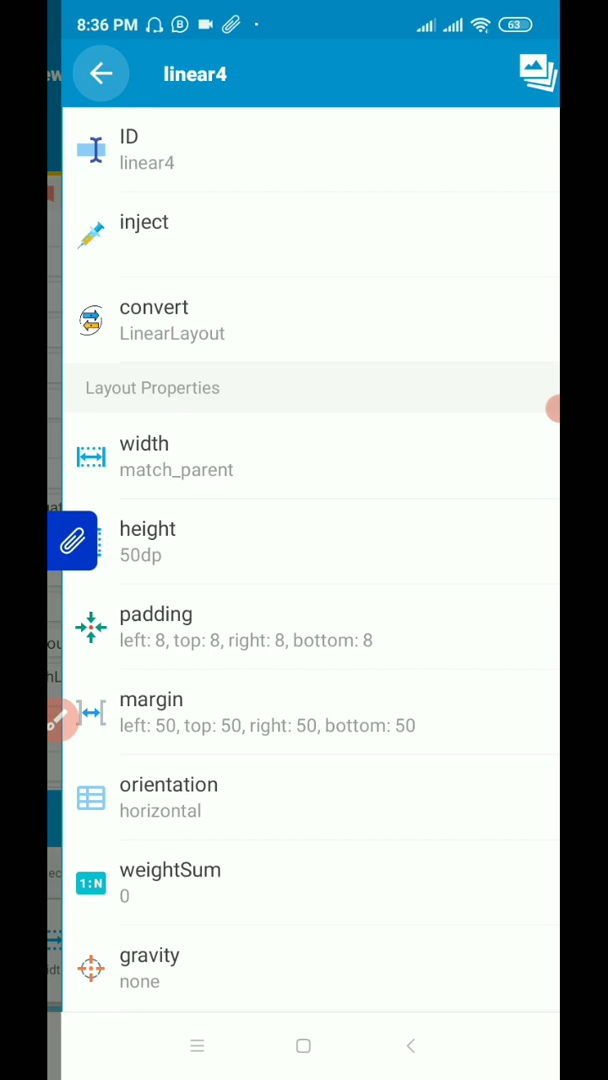 8:36 PM
63
linear4
ID
linear4
inject
convert
LinearLayout
Layout Properties
width
match_parent
height
50dp
padding
left: 8, top: 8, right: 8, bottom: 8
margin
left: 50, top: 50, right: 50, bottom: 50
orientation
horizontal
1:N
weightSum
0
gravity
none